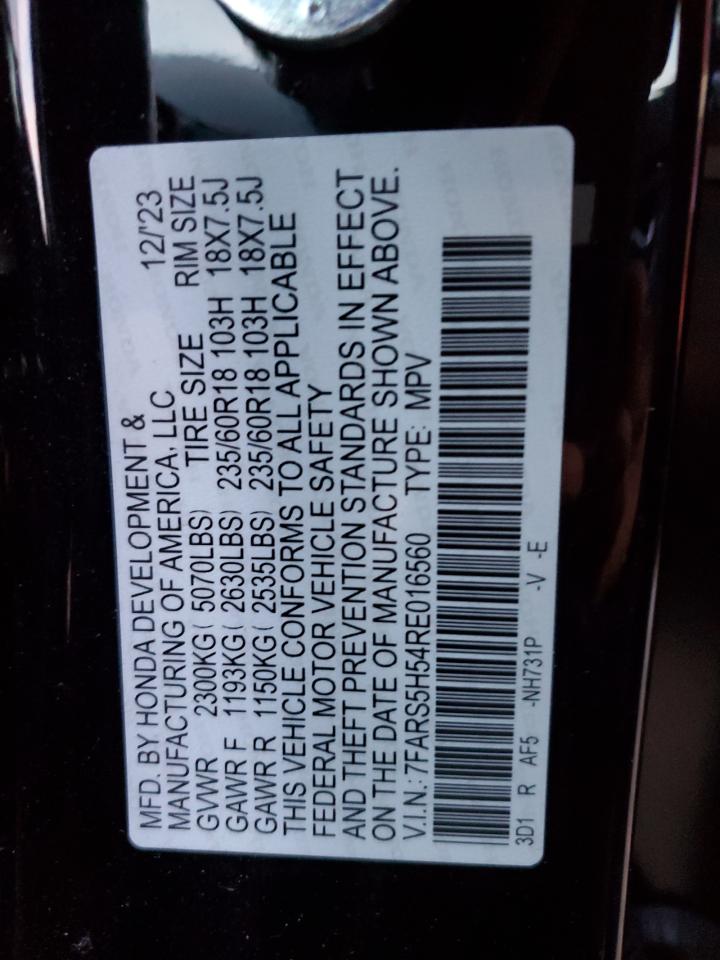 MFD. BY HONDA DEVELOPMENT &
MANUFACTURING OF AMERICA, LLC 12/'23
GVWR 2300KG( 5070LBS) TIRE SIZE RIM SIZE
GAWR F 1193KG( 2630LBS) 235/60R18 103H 18X7.5J
GAWR R 1150KG( 2535LBS) 235/60R18 103H 18X7.5J
THIS VEHICLE CONFORMS TO ALL APPLICABLE
FEDERAL MOTOR VEHICLE SAFETY
AND THEFT PREVENTION STANDARDS IN EFFECT
ON THE DATE OF MANUFACTURE SHOWN ABOVE.
V.I.N.: 7FARS5H54RE016560 TYPE: MPV
3D1 R AF5 -NH731P -V -E